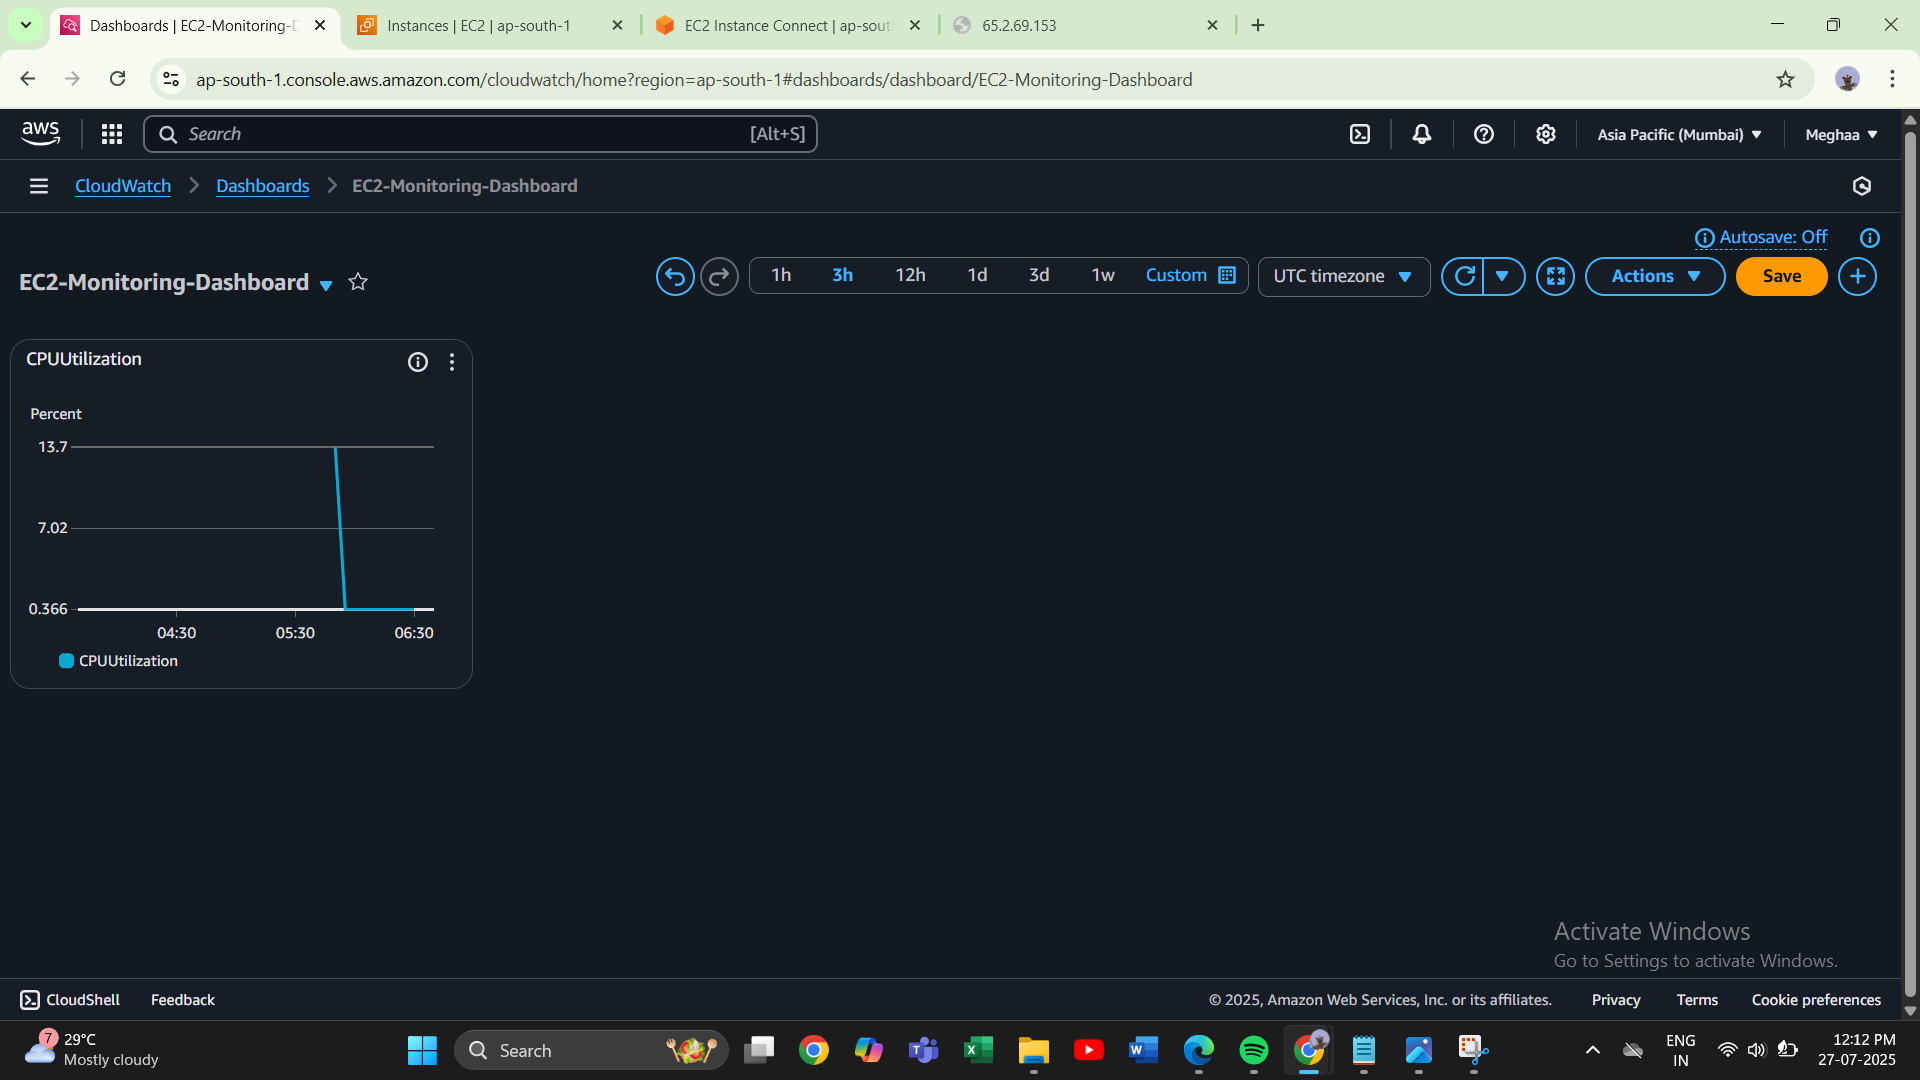 Dashboards | EC2-Monitoring-D
Instances | EC2 | ap-south-1
EC2 Instance Connect | ap-sout
65.2.69.153
ap-south-1.console.aws.amazon.com/cloudwatch/home?region=ap-south-1#dashboards/dashboard/EC2-Monitoring-Dashboard
aws
Search
[Alt+S]
Asia Pacific (Mumbai)
Meghaa
CloudWatch
Dashboards
EC2-Monitoring-Dashboard
Autosave: Off
EC2-Monitoring-Dashboard
1h 3h 12h 1d 3d 1w Custom
UTC timezone
Actions
Save
CPUUtilization
Percent
13.7
7.02
0.366
04:30 05:30 06:30
CPUUtilization
Activate Windows
Go to Settings to activate Windows.
CloudShell
Feedback
© 2025, Amazon Web Services, Inc. or its affiliates.
Privacy
Terms
Cookie preferences
7
29°C
Mostly cloudy
Search
ENG
IN
12:12 PM
27-07-2025